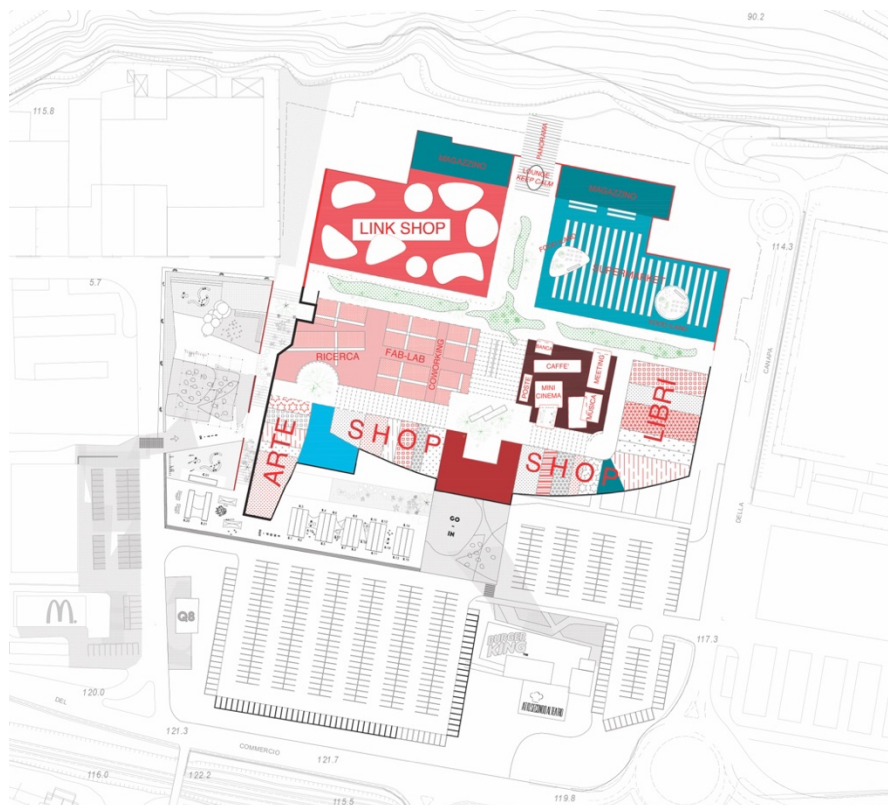 90.2
115.8
PANORAMA
MAGAZZINO
LOUNGE
KEEP CALM
MAGAZZINO
LINK SHOP
114.3
SUPERMARKET
5.7
RICERCA
FAB-LAB
COWORKING
BANCA
CAFFE'
MEETING
POSTE
MINI
CINEMA
MUSICA
LIBRI
CANAPA
ARTE
SHOP
SHOP
DELLA
GO
-
IN
M.
Q8
BURGER
KING
117.3
120.0
DEL
121.3
COMMERCIO
121.7
116.0
122.2
115.5
119.8